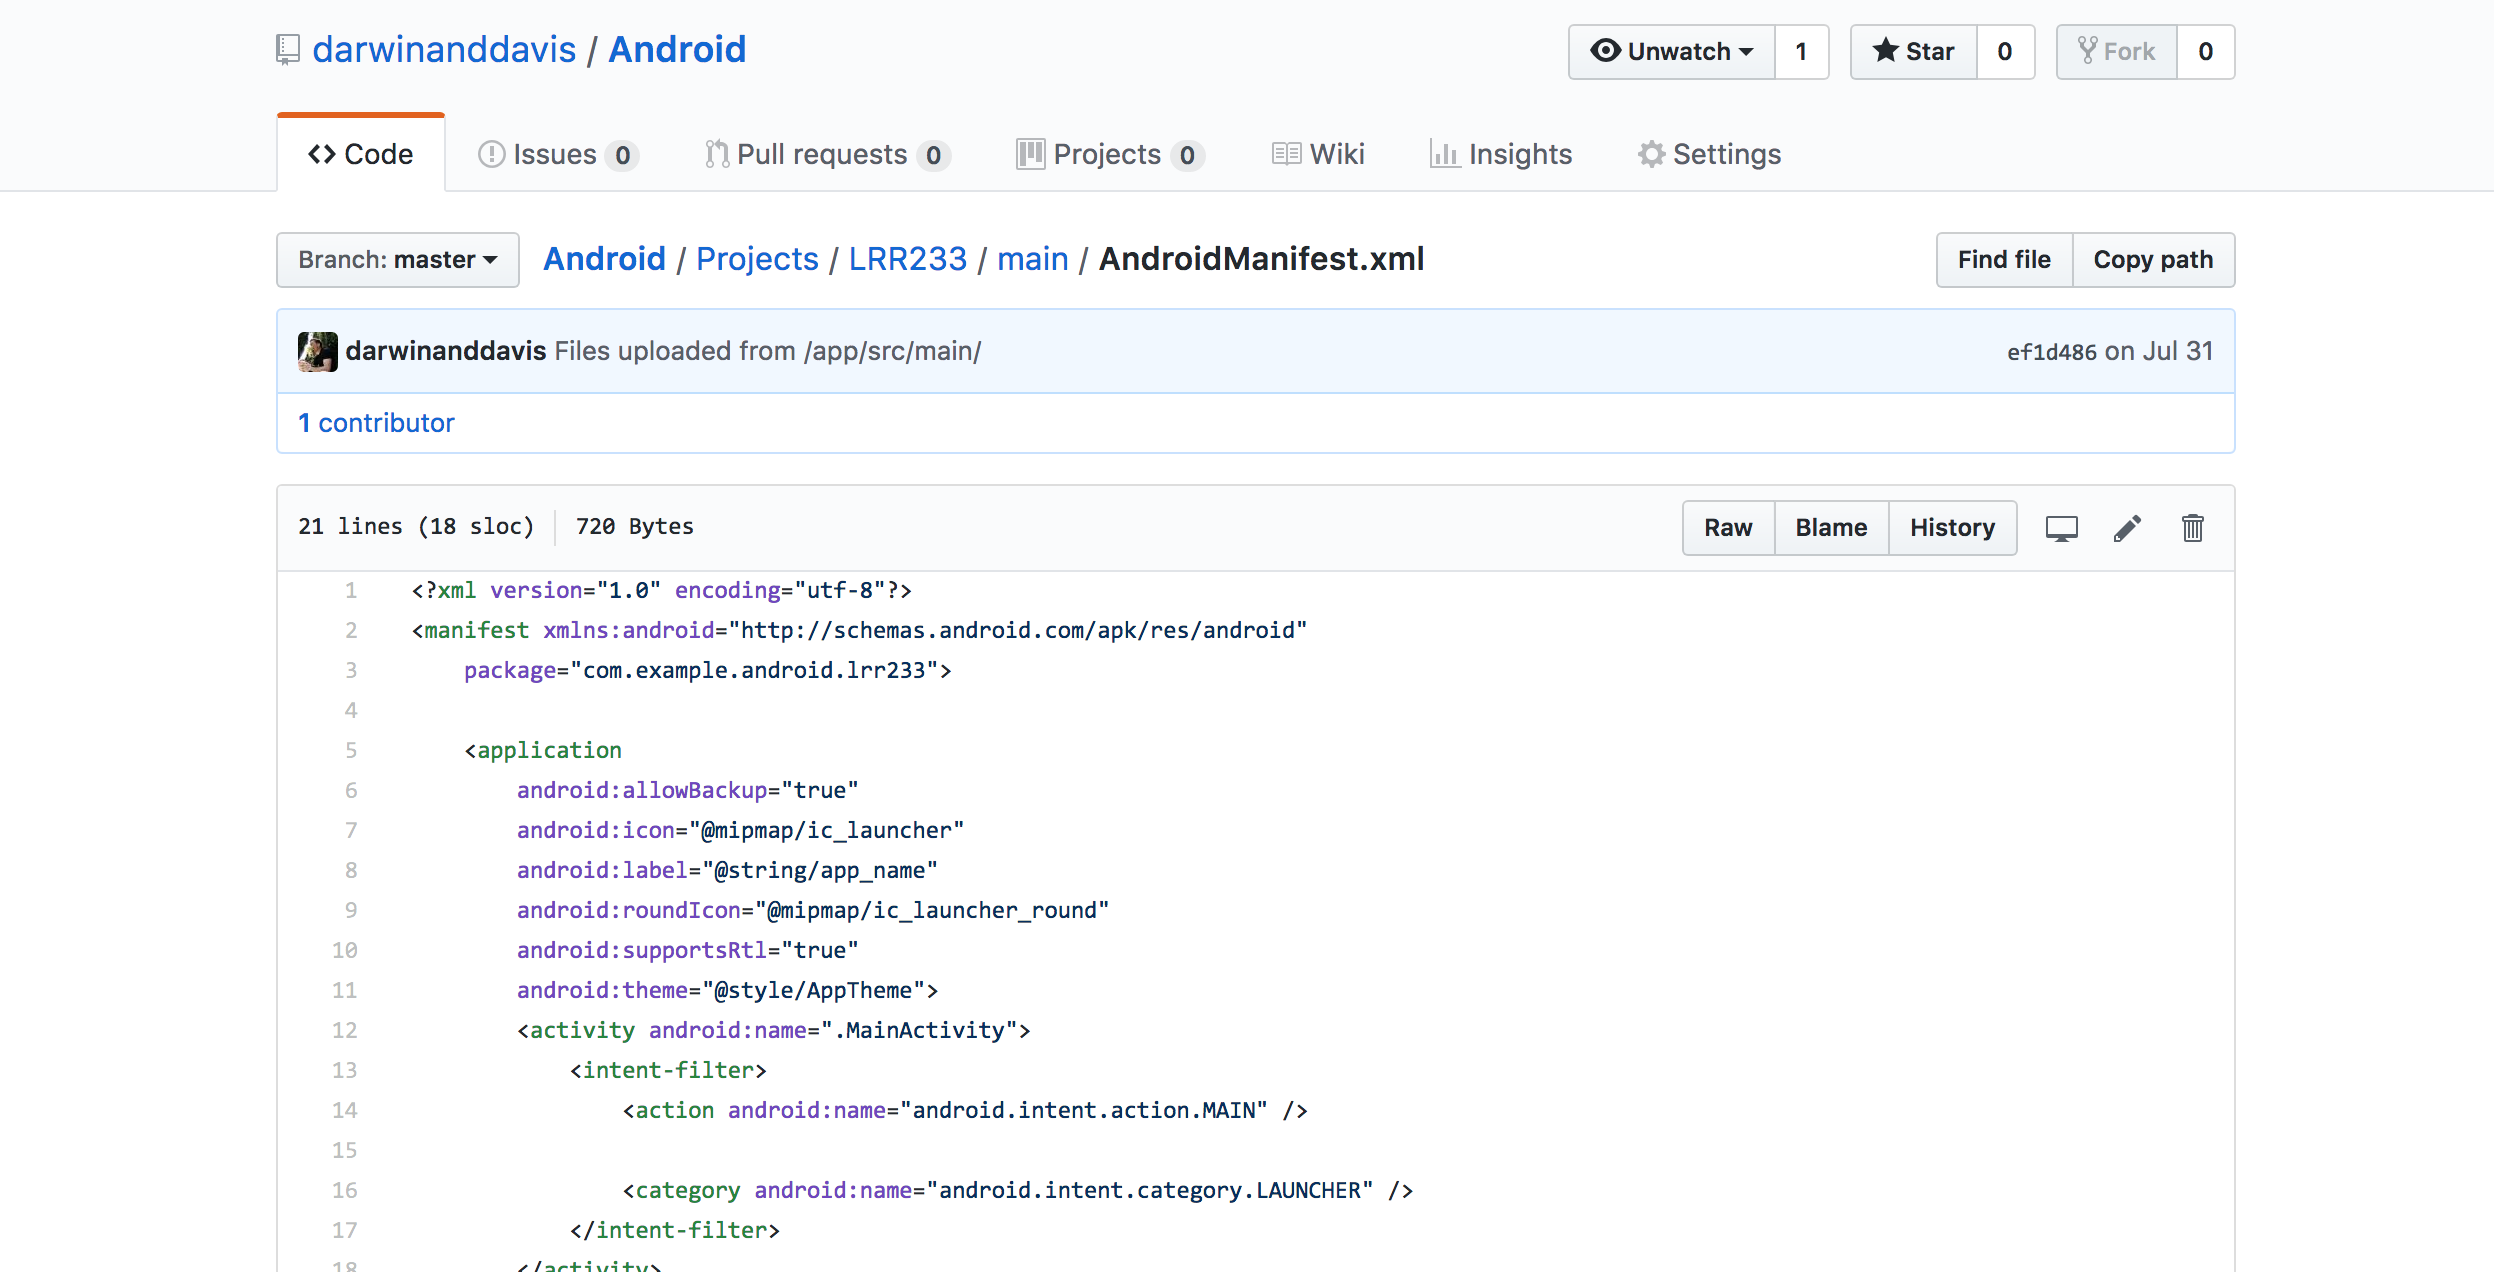 darwinanddavis / Android
Unwatch 1 Star 0 Fork 0
Code Issues 0 Pull requests 0 Projects 0 Wiki Insights Settings
Branch: master Android / Projects / LRR233 / main / AndroidManifest.xml Find file Copy path
darwinanddavis Files uploaded from /app/src/main/ ef1d486 on Jul 31
1 contributor
21 lines (18 sloc) 720 Bytes Raw Blame History
1 <?xml version="1.0" encoding="utf-8"?>
2 <manifest xmlns:android="http://schemas.android.com/apk/res/android"
3 package="com.example.android.lrr233">
4
5 <application
6 android:allowBackup="true"
7 android:icon="@mipmap/ic_launcher"
8 android:label="@string/app_name"
9 android:roundIcon="@mipmap/ic_launcher_round"
10 android:supportsRtl="true"
11 android:theme="@style/AppTheme">
12 <activity android:name=".MainActivity">
13 <intent-filter>
14 <action android:name="android.intent.action.MAIN" />
15
16 <category android:name="android.intent.category.LAUNCHER" />
17 </intent-filter>
18 </activity>